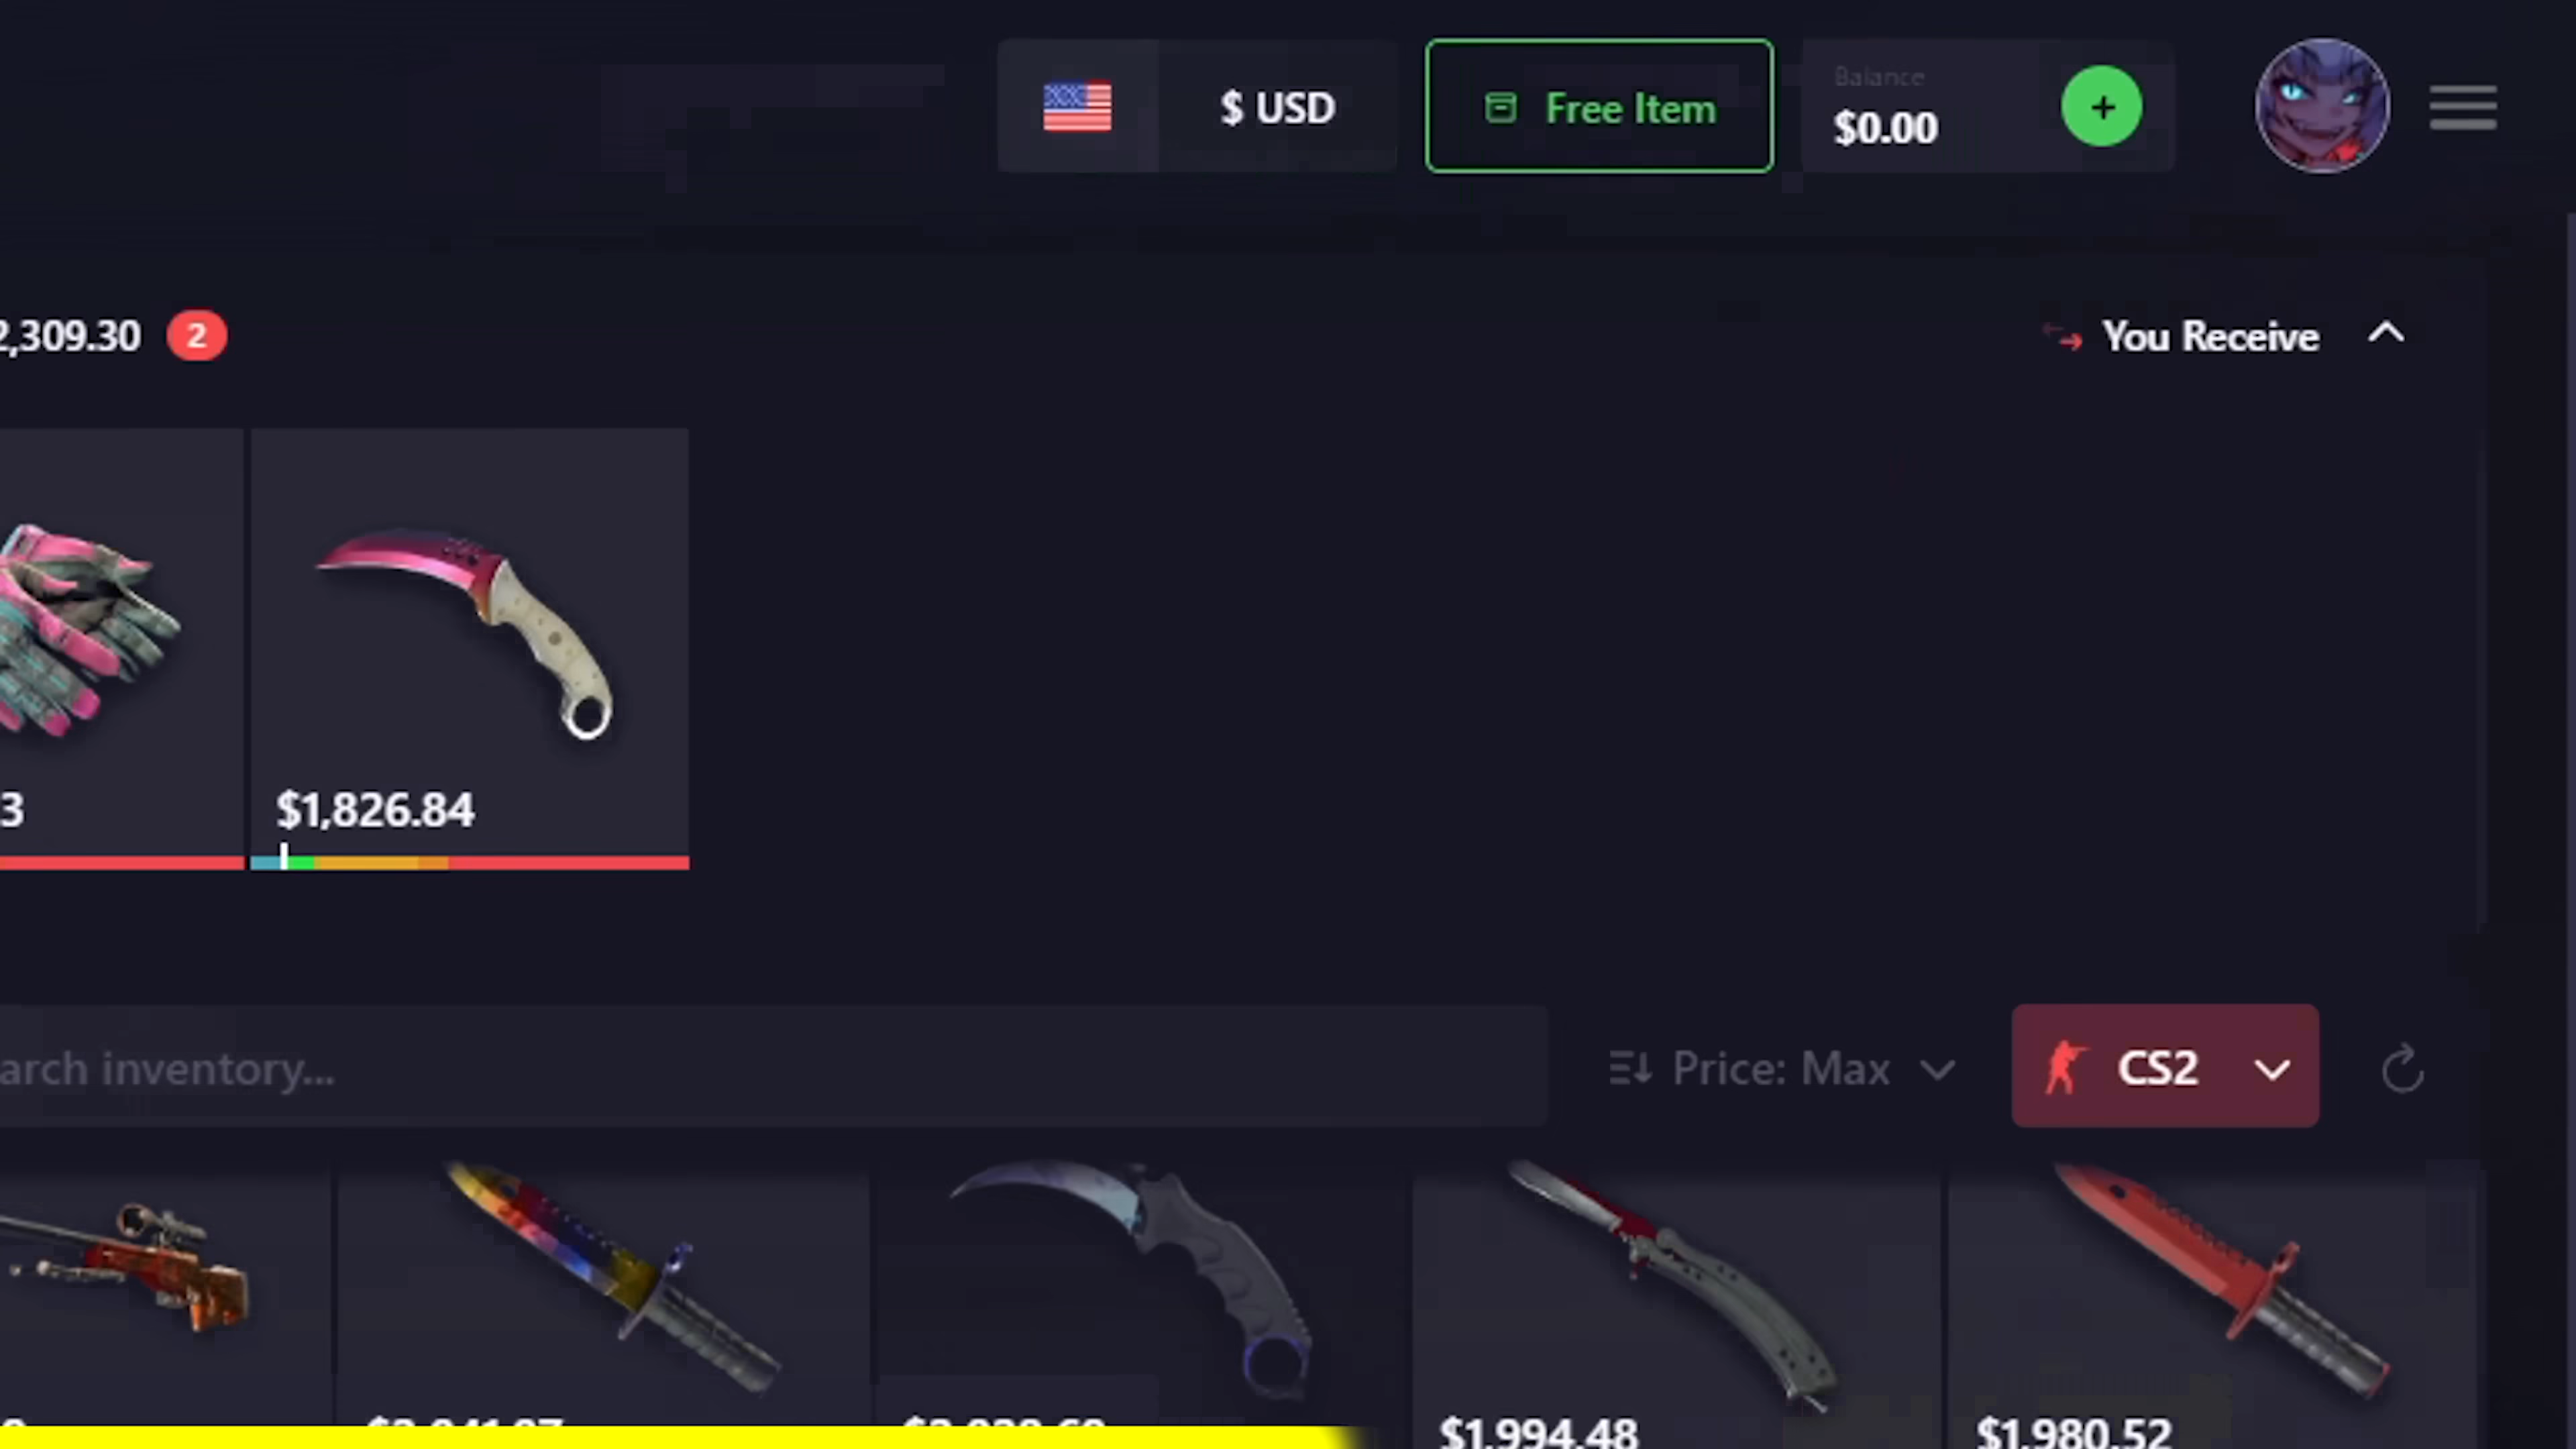 $ USD
Free Item
Balance
$0.00
+
2,309.30
2
You Receive
3
$1,826.84
arch inventory...
Price: Max
CS2
$1,994.48
$1,980.52